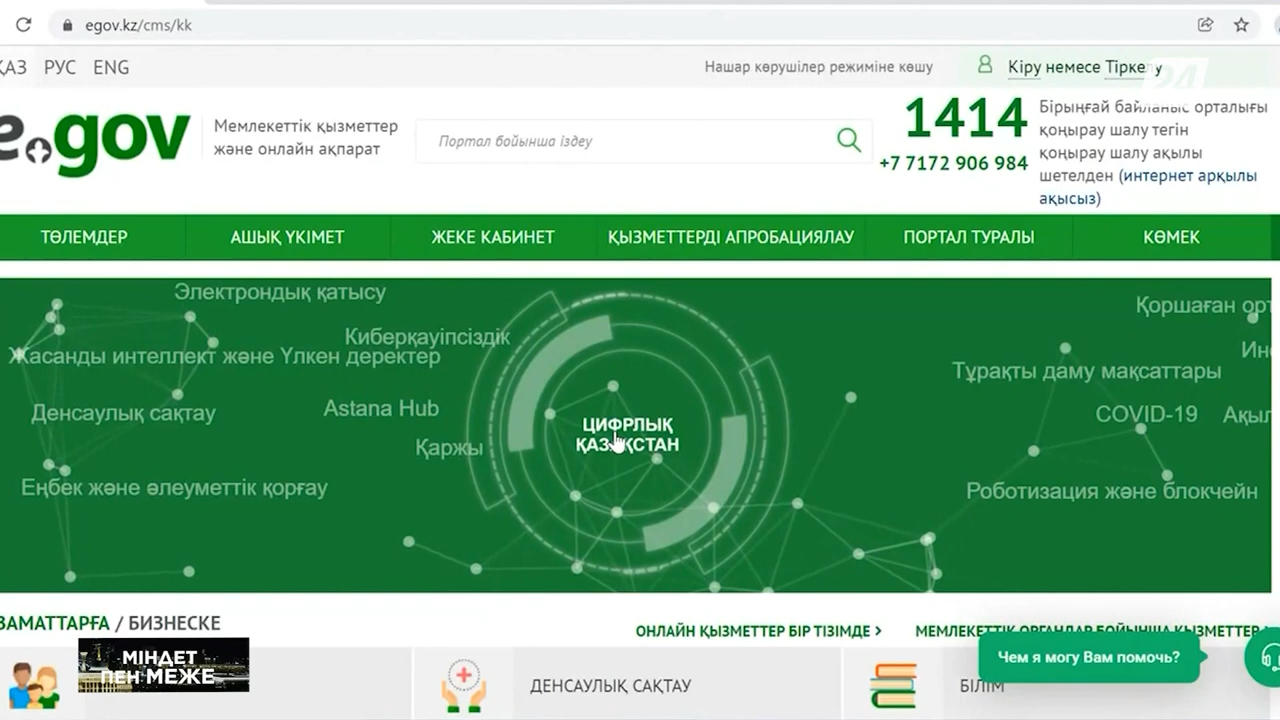 egov.kz/cms/kk
ҚАЗ РУС ENG
Нашар көрушілер режиміне көшу
Кіру немесе Тіркелу
24
e.gov
Мемлекеттік қызметтер
және онлайн ақпарат
Портал бойынша іздеу
1414
+7 7172 906 984
Бірыңғай байланыс орталығы
қоңырау шалу тегін
қоңырау шалу ақылы
шетелден (интернет арқылы
ақысыз)
ТӨЛЕМДЕР
АШЫҚ ҮКІМЕТ
ЖЕКЕ КАБИНЕТ
ҚЫЗМЕТТЕРДІ АПРОБАЦИЯЛАУ
ПОРТАЛ ТУРАЛЫ
КӨМЕК
Электрондық қатысу
Киберқауіпсіздік
Жасанды интеллект және Үлкен деректер
Денсаулық сақтау
Astana Hub
Қаржы
Еңбек және әлеуметтік қорғау
ЦИФРЛЫҚ
ҚАЗАҚСТАН
Қоршаған орт
Ин
Тұрақты даму мақсаттары
COVID-19
Ақыл
Роботизация және блокчейн
ЗАМАТТАРҒА / БИЗНЕСКЕ
ОНЛАЙН ҚЫЗМЕТТЕР БІР ТІЗІМДЕ >
МЕМЛЕКЕТТІК ОРГАНДАР БОЙЫНША ҚЫЗМЕТТЕР >
Чем я могу Вам помочь?
МІНДЕТ
ПЕН МЕЖЕ
ДЕНСАУЛЫҚ САҚТАУ
БІЛІМ